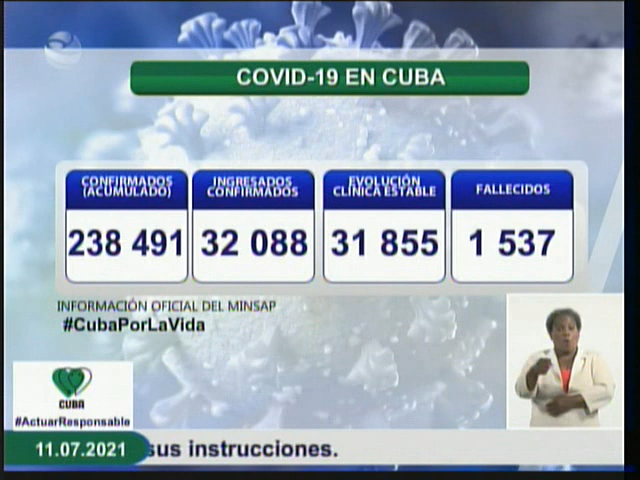 COVID-19 EN CUBA
CONFIRMADOS
(ACUMULADO)
238 491
INGRESADOS
CONFIRMADOS
32 088
EVOLUCIÓN
CLÍNICA ESTABLE
31 855
FALLECIDOS
1 537
INFORMACIÓN OFICIAL DEL MINSAP
#CubaPorLaVida
CUBA
#ActuarResponsable
11.07.2021 sus instrucciones.